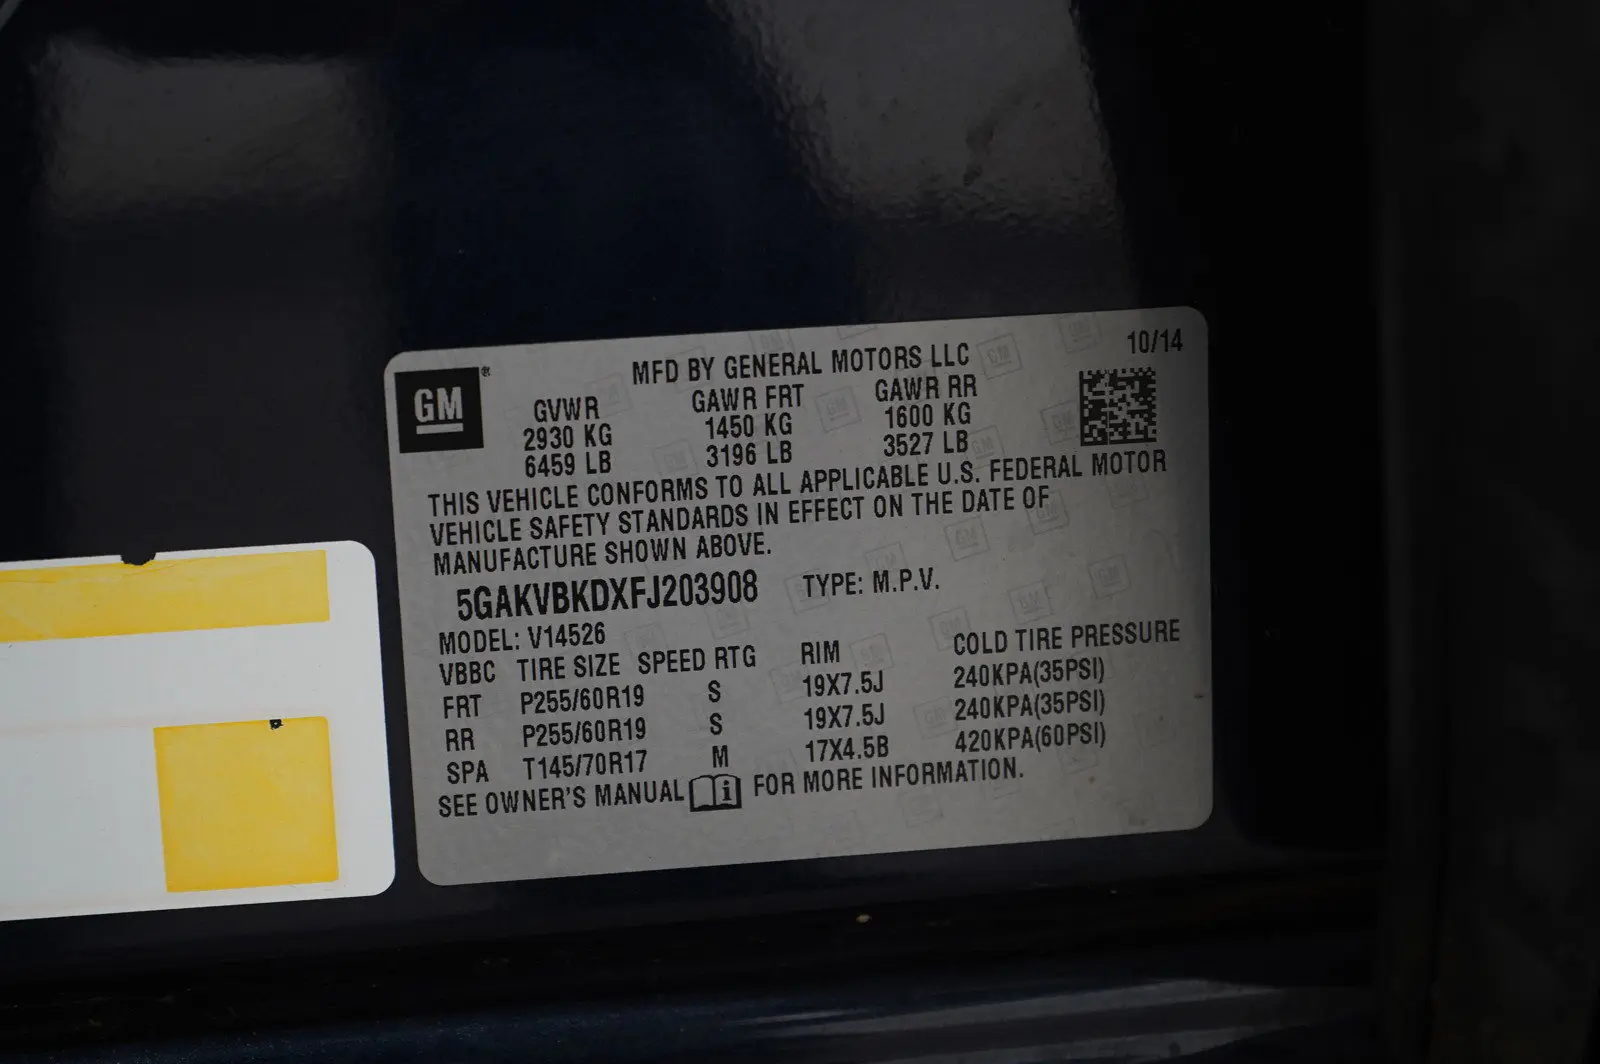 MFD BY GENERAL MOTORS LLC 10/14
GM®
GVWR GAWR FRT GAWR RR
2930 KG 1450 KG 1600 KG
6459 LB 3196 LB 3527 LB
THIS VEHICLE CONFORMS TO ALL APPLICABLE U.S. FEDERAL MOTOR
VEHICLE SAFETY STANDARDS IN EFFECT ON THE DATE OF
MANUFACTURE SHOWN ABOVE.
5GAKVBKDXFJ203908 TYPE: M.P.V.
MODEL: V14526
VBBC TIRE SIZE SPEED RTG RIM COLD TIRE PRESSURE
FRT P255/60R19 S 19X7.5J 240KPA(35PSI)
RR P255/60R19 S 19X7.5J 240KPA(35PSI)
SPA T145/70R17 M 17X4.5B 420KPA(60PSI)
SEE OWNER'S MANUAL i FOR MORE INFORMATION.